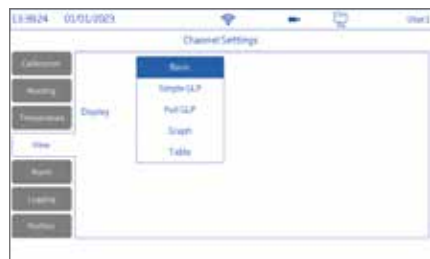 01/01/2023
User1
Channel Settings
Calibration
Reading
Temperature
View
Alarm
Logging
Profiles
Display
Basic
Simple GLP
Full GLP
Graph
Table